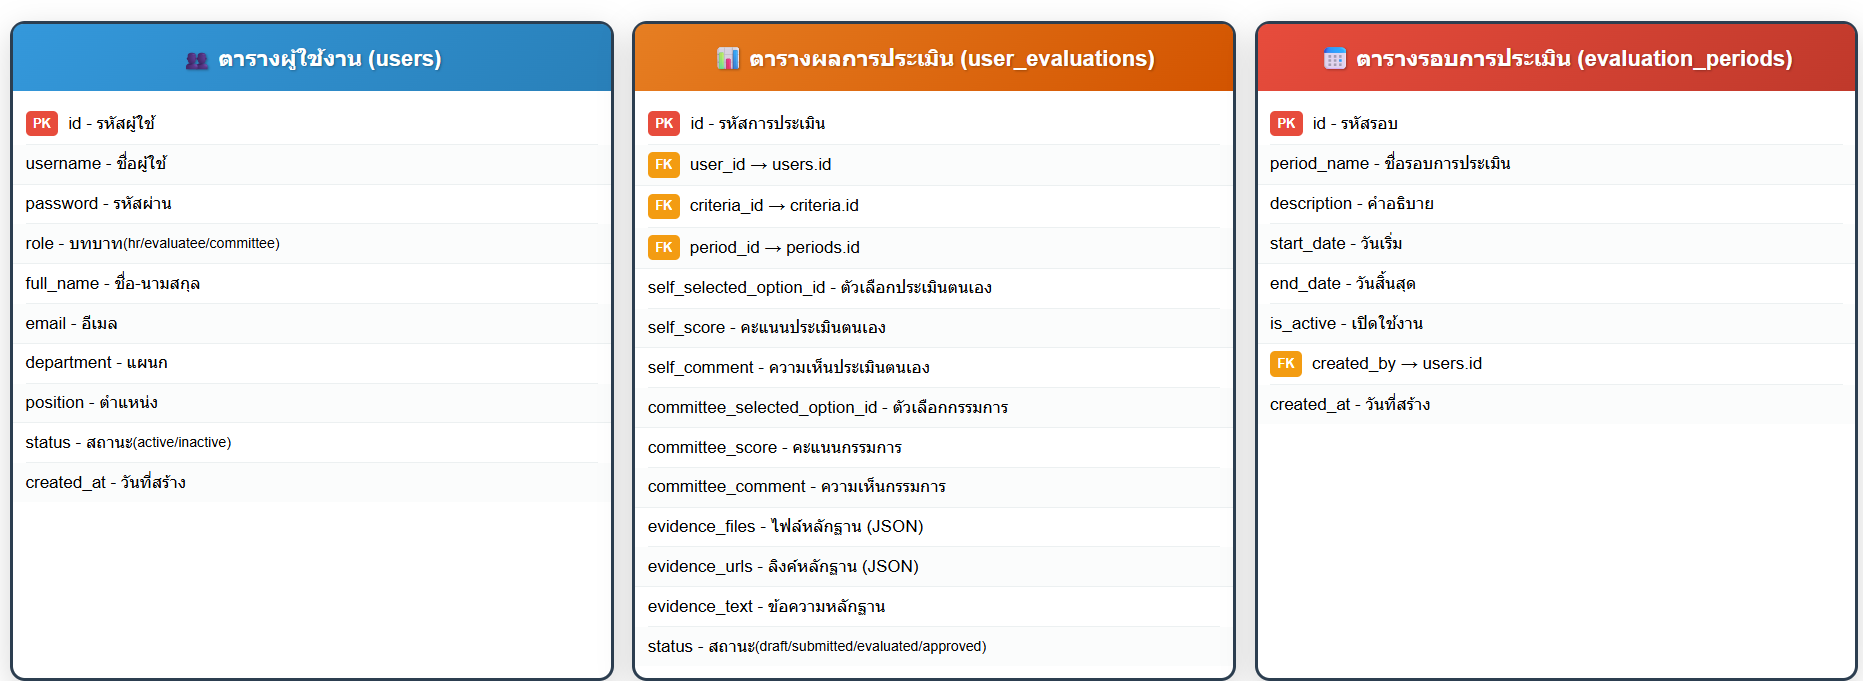 ตารางผู้ใช้งาน (users)
PK id - รหัสผู้ใช้
username - ชื่อผู้ใช้
password - รหัสผ่าน
role - บทบาท(hr/evaluatee/committee)
full_name - ชื่อ-นามสกุล
email - อีเมล
department - แผนก
position - ตำแหน่ง
status - สถานะ(active/inactive)
created_at - วันที่สร้าง
ตารางผลการประเมิน (user_evaluations)
PK id - รหัสการประเมิน
FK user_id → users.id
FK criteria_id → criteria.id
FK period_id → periods.id
self_selected_option_id - ตัวเลือกประเมินตนเอง
self_score - คะแนนประเมินตนเอง
self_comment - ความเห็นประเมินตนเอง
committee_selected_option_id - ตัวเลือกกรรมการ
committee_score - คะแนนกรรมการ
committee_comment - ความเห็นกรรมการ
evidence_files - ไฟล์หลักฐาน (JSON)
evidence_urls - ลิงค์หลักฐาน (JSON)
evidence_text - ข้อความหลักฐาน
status - สถานะ(draft/submitted/evaluated/approved)
ตารางรอบการประเมิน (evaluation_periods)
PK id - รหัสรอบ
period_name - ชื่อรอบการประเมิน
description - คำอธิบาย
start_date - วันเริ่ม
end_date - วันสิ้นสุด
is_active - เปิดใช้งาน
FK created_by → users.id
created_at - วันที่สร้าง